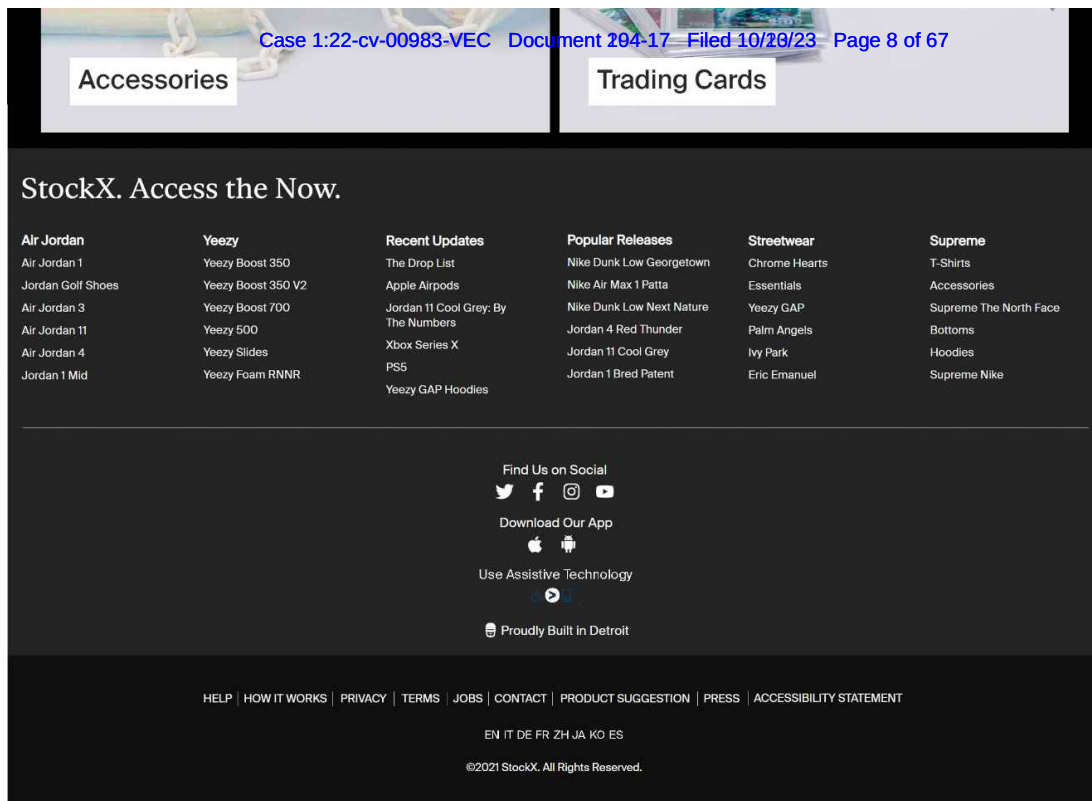 Case 1:22-cv-00983-VEC Document -17 Filed Page 8 of 67
Accessories
Trading Cards
StockX. Access the Now.
Air Jordan
Air Jordan 1
Jordan Golf Shoes
Air Jordan 3
Air Jordan 11
Air Jordan 4
Jordan 1 Mid
Yeezy
Yeezy Boost 350
Yeezy Boost 350 V2
Yeezy Boost 700
Yeezy 500
Yeezy Slides
Yeezy Foam RNNR
Recent Updates
The Drop List
Apple Airpods
Jordan 11 Cool Grey: By
The Numbers
Xbox Series X
PS5
Yeezy GAP Hoodies
Popular Releases
Nike Dunk Low Georgetown
Nike Air Max 1 Patta
Nike Dunk Low Next Nature
Jordan 4 Red Thunder
Jordan 11 Cool Grey
Jordan 1 Bred Patent
Streetwear
Chrome Hearts
Essentials
Yeezy GAP
Palm Angels
Ivy Park
Eric Emanuel
Supreme
T-Shirts
Accessories
Supreme The North Face
Bottoms
Hoodies
Supreme Nike
Find Us on Social
Download Our App
Use Assistive Technology
Proudly Built in Detroit
HELP | HOW IT WORKS | PRIVACY | TERMS | JOBS | CONTACT | PRODUCT SUGGESTION | PRESS | ACCESSIBILITY STATEMENT
EN IT DE FR ZH JA KO ES
©2021 StockX. All Rights Reserved.